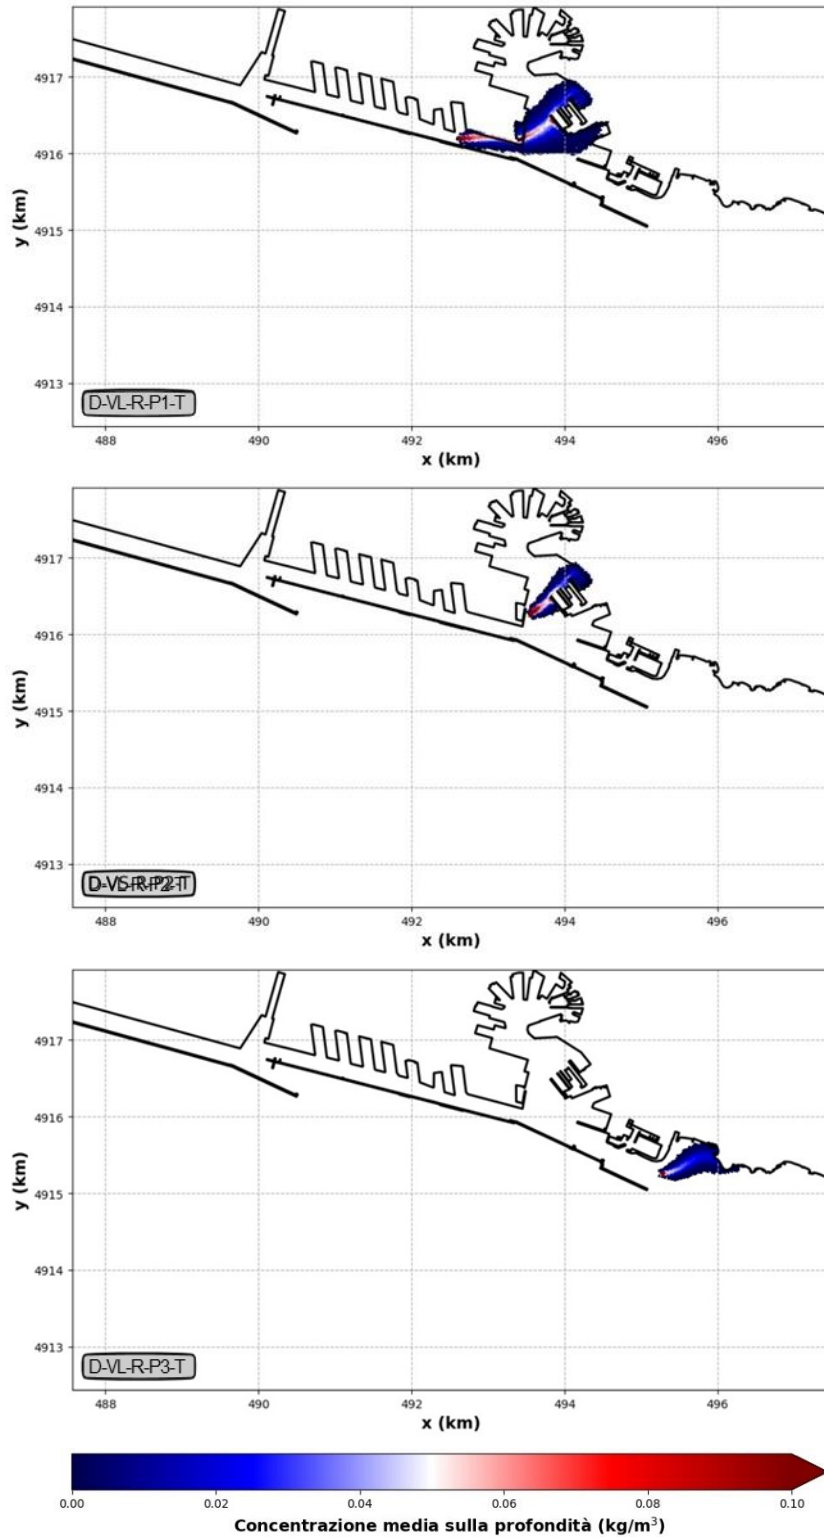 4917
4916
4915
4914
4913
y (km)
D-VL-R-P1-T
488 490 492 494 496
x (km)
4917
4916
4915
4914
4913
y (km)
488 490 492 494 496
x (km)
4917
4916
4915
4914
4913
y (km)
D-VL-R-P3-T
488 490 492 494 496
x (km)
0.00 0.02 0.04 0.06 0.08 0.10
Concentrazione media sulla profondità (kg/m³)